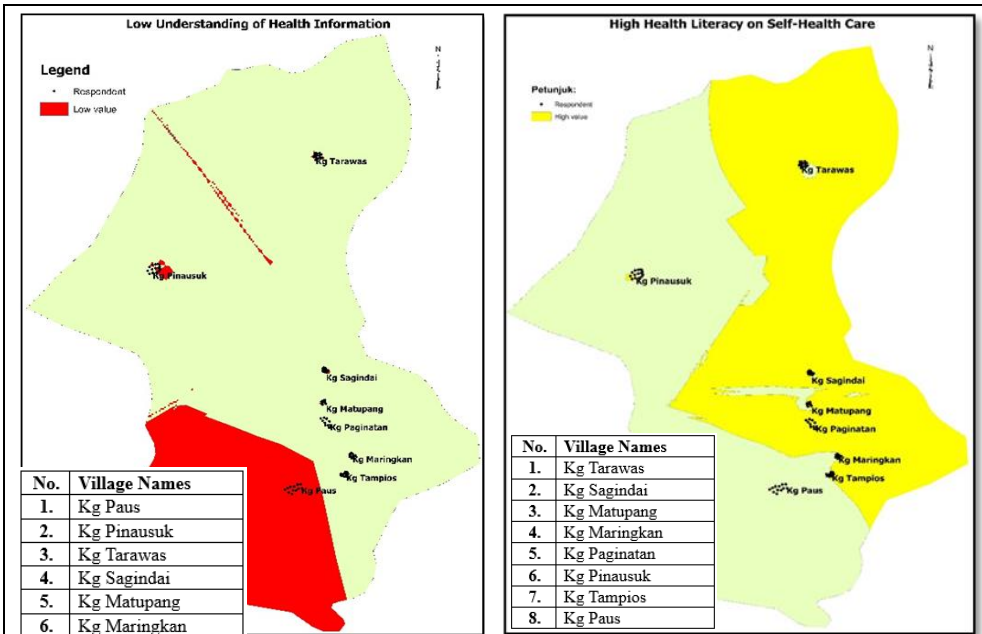 Low Understanding of Health Information
N
Legend
Respondent
Low value
Kg Tarawas
Kg Pinausuk
Kg Sagindai
Kg Matupang
Kg Paginatan
Kg Maringkan
Kg Tampios
Kg Paus
No. Village Names
1. Kg Paus
2. Kg Pinausuk
3. Kg Tarawas
4. Kg Sagindai
5. Kg Matupang
6. Kg Maringkan
High Health Literacy on Self-Health Care
N
Petunjuk:
Respondent
High value
Kg Tarawas
Kg Pinausuk
Kg Sagindai
Kg Matupang
Kg Paginatan
Kg Maringkan
Kg Tampios
Kg Paus
No. Village Names
1. Kg Tarawas
2. Kg Sagindai
3. Kg Matupang
4. Kg Maringkan
5. Kg Paginatan
6. Kg Pinausuk
7. Kg Tampios
8. Kg Paus